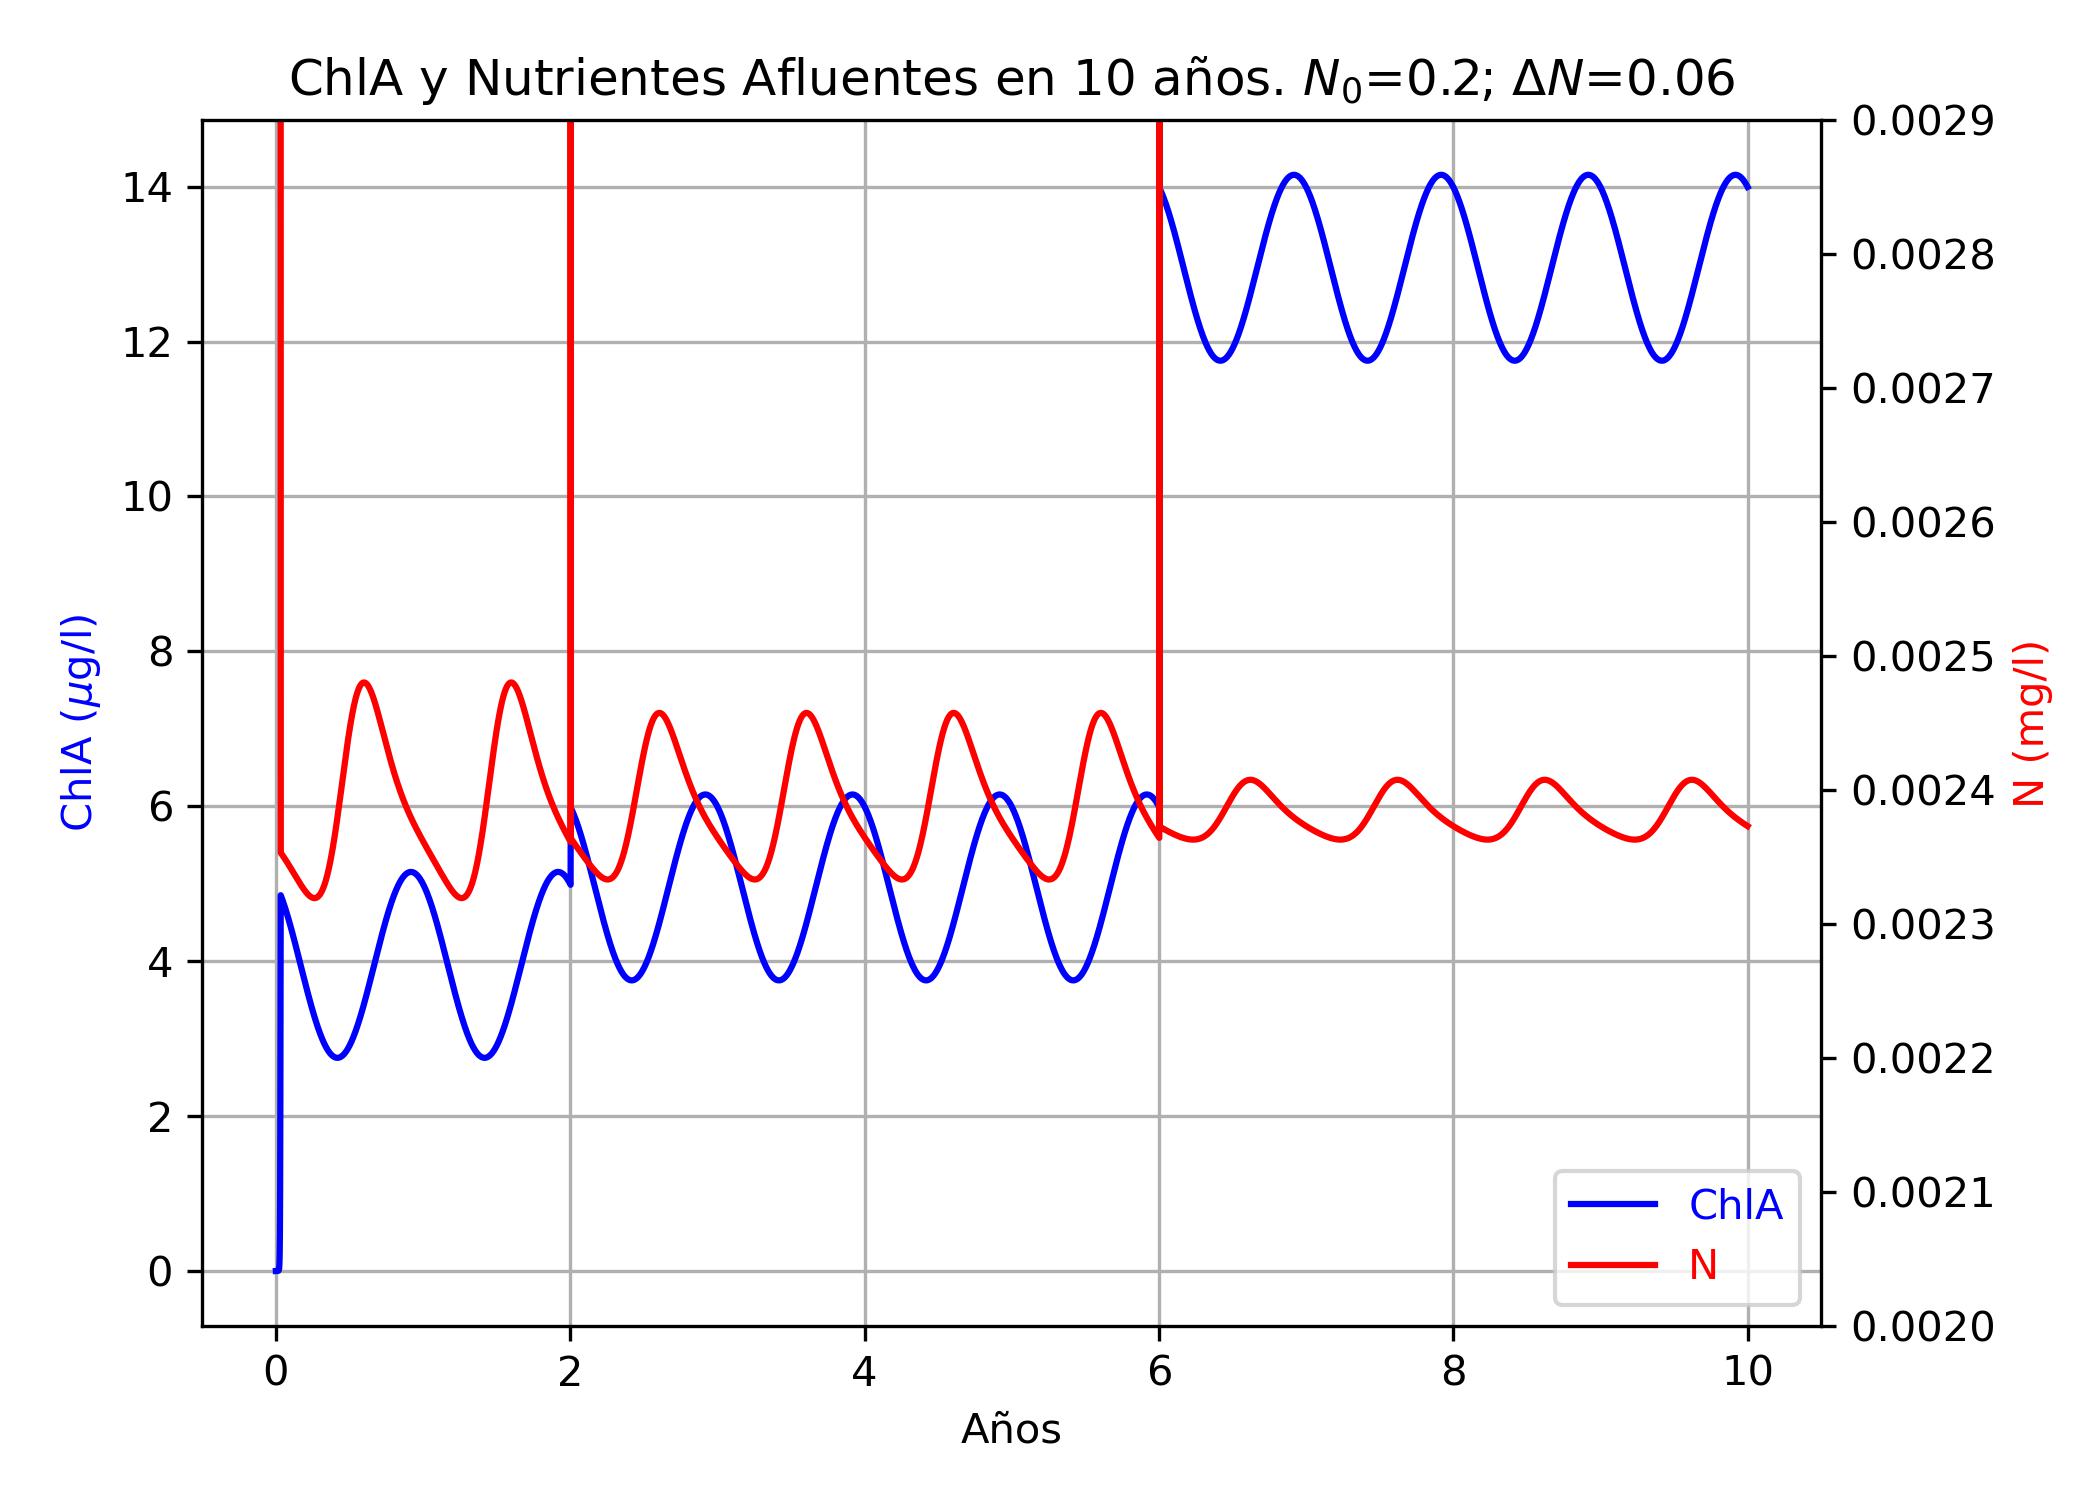 ChlA y Nutrientes Afluentes en 10 años. N₀=0.2; ΔN=0.06
14
12
10
8
6
4
2
0
ChlA (μg/l)
0.0029
0.0028
0.0027
0.0026
0.0025
0.0024
0.0023
0.0022
0.0021
0.0020
N (mg/l)
ChlA
N
0 2 4 6 8 10
Años